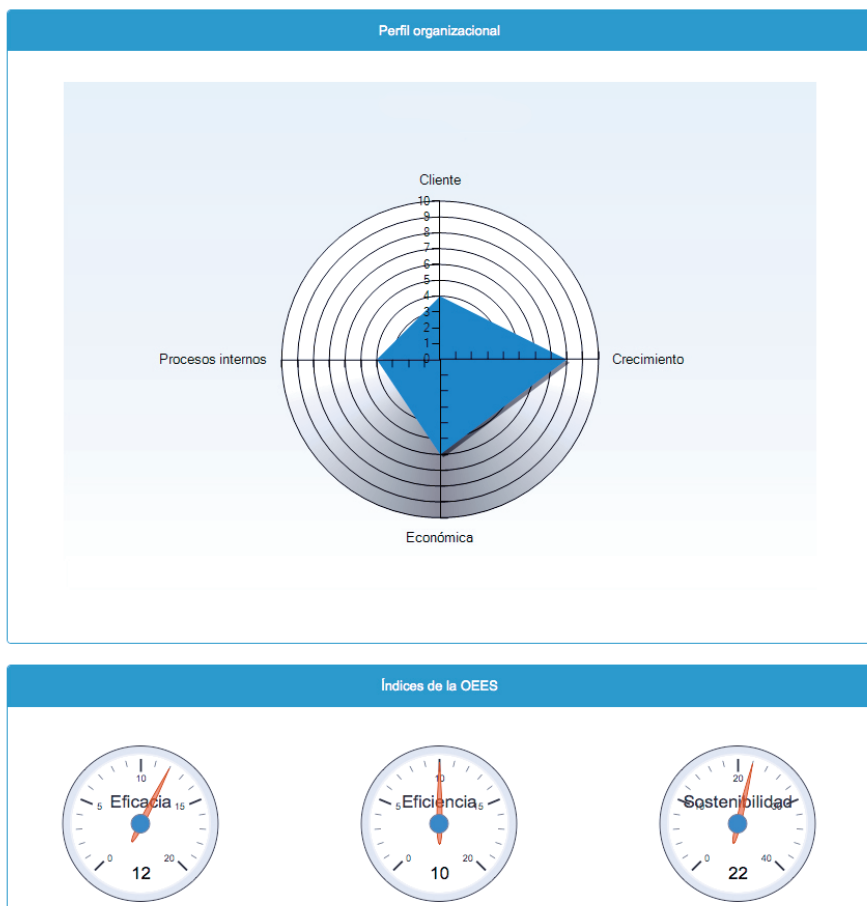 Perfil organizacional
Cliente
10
9
8
7
6
5
4
3
2
1
0
Procesos internos
Crecimiento
Económica
Índices de la OEES
10
5 Eficacia 15
0 20
12
10
5 Eficiencia 5
0 20
10
20
Sostenibilidad
0 40
22